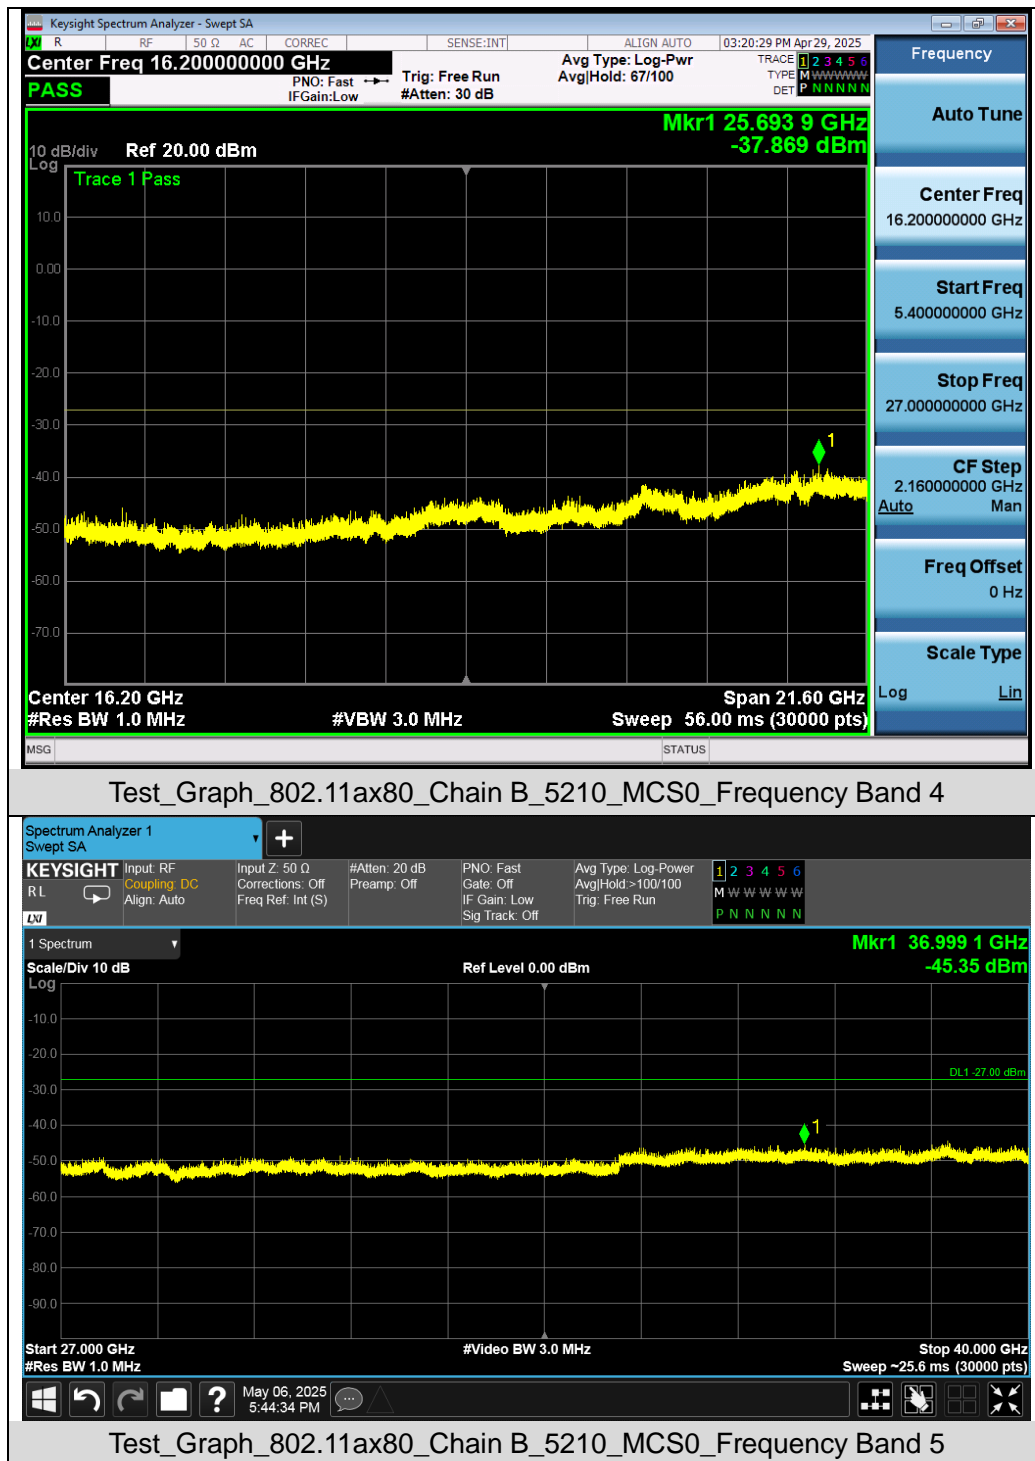 Keysight Spectrum Analyzer - Swept SA
LXI R RF 50 Ω AC CORREC SENSE:INT ALIGN AUTO 03:20:29 PM Apr 29, 2025
Center Freq 16.200000000 GHz
PASS
PNO: Fast
IFGain:Low
Trig: Free Run
#Atten: 30 dB
Avg Type: Log-Pwr
Avg|Hold: 67/100
TRACE 1 2 3 4 5 6
TYPE M W W W W W
DET P N N N N N
Mkr1 25.693 9 GHz
-37.869 dBm
10 dB/div Ref 20.00 dBm
Log
Trace 1 Pass
10.0
0.00
-10.0
-20.0
-30.0
-40.0
-50.0
-60.0
-70.0
1
Center 16.20 GHz Span 21.60 GHz
#Res BW 1.0 MHz #VBW 3.0 MHz Sweep 56.00 ms (30000 pts)
MSG STATUS
Frequency
Auto Tune
Center Freq
16.200000000 GHz
Start Freq
5.400000000 GHz
Stop Freq
27.000000000 GHz
CF Step
2.160000000 GHz
Auto Man
Freq Offset
0 Hz
Scale Type
Log Lin
Test_Graph_802.11ax80_Chain B_5210_MCS0_Frequency Band 4
Spectrum Analyzer 1
Swept SA
+
KEYSIGHT
RL
LXI
Input: RF
Coupling: DC
Align: Auto
Input Z: 50 Ω
Corrections: Off
Freq Ref: Int (S)
#Atten: 20 dB
Preamp: Off
PNO: Fast
Gate: Off
IF Gain: Low
Sig Track: Off
Avg Type: Log-Power
Avg|Hold:>100/100
Trig: Free Run
1 2 3 4 5 6
M W W W W W
P N N N N N
1 Spectrum
Mkr1 36.999 1 GHz
-45.35 dBm
Scale/Div 10 dB Ref Level 0.00 dBm
Log
-10.0
-20.0
-30.0
-40.0
-50.0
-60.0
-70.0
-80.0
-90.0
DL1 -27.00 dBm
1
Start 27.000 GHz #Video BW 3.0 MHz Stop 40.000 GHz
#Res BW 1.0 MHz Sweep ~25.6 ms (30000 pts)
?
May 06, 2025
5:44:34 PM
Test_Graph_802.11ax80_Chain B_5210_MCS0_Frequency Band 5